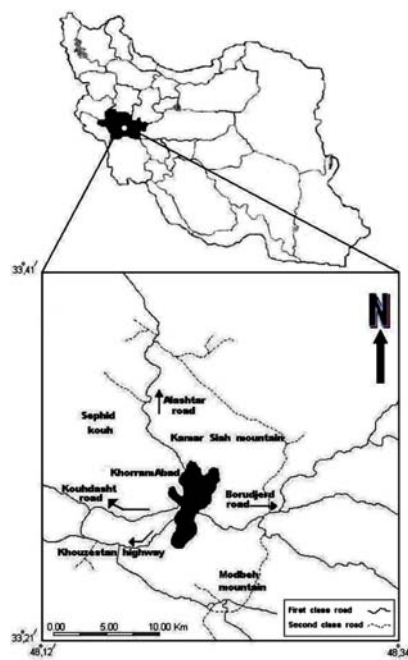 33°,41
N
Alashtar
road
Sephid
kouh
Kamar Siah mountain
KhorramAbad
Kouhdasht
road
Borudjerd
road
Khouzestan highway
Modbeh
mountain
0.00 5.00 10.00 Km
First class road
Second class road
33°,21
48°,12
48°,34